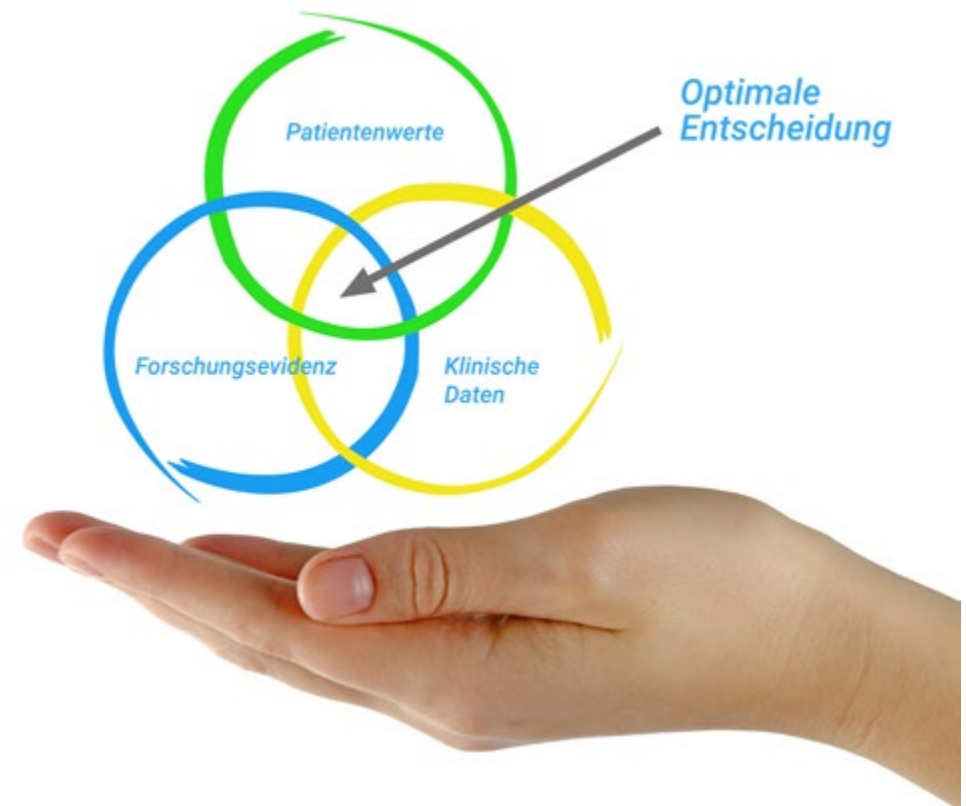 Optimale
Entscheidung
Patientenwerte
Forschungsevidenz
Klinische
Daten